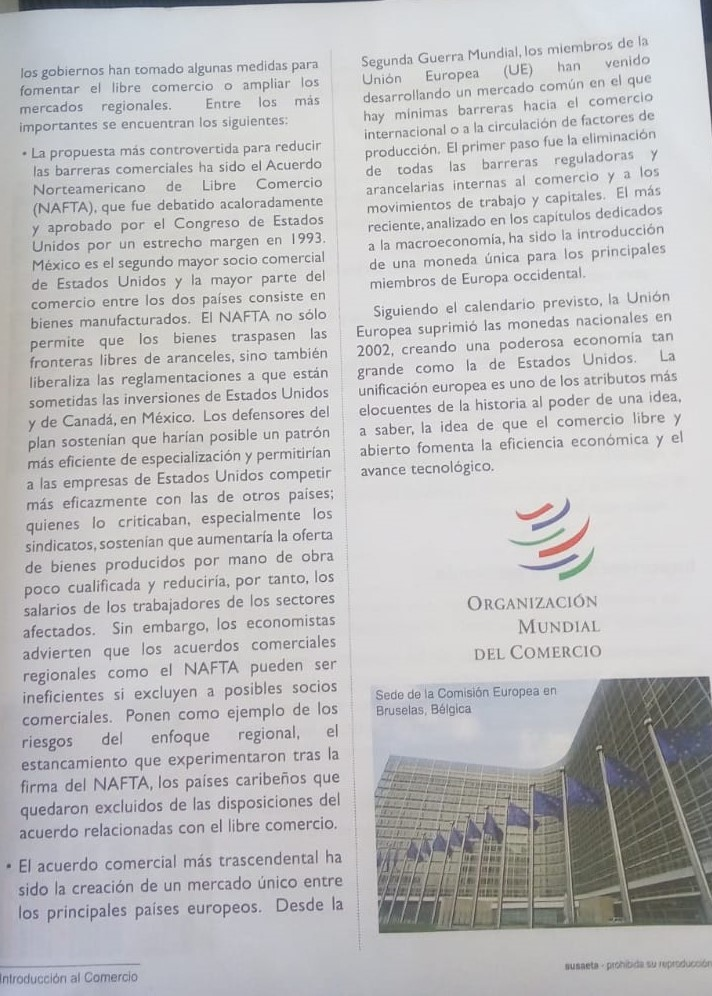 los gobiernos han tomado algunas medidas para
fomentar el libre comercio o ampliar los
mercados regionales. Entre los más
importantes se encuentran los siguientes:
• La propuesta más controvertida para reducir
las barreras comerciales ha sido el Acuerdo
Norteamericano de Libre Comercio
(NAFTA), que fue debatido acaloradamente
y aprobado por el Congreso de Estados
Unidos por un estrecho margen en 1993.
México es el segundo mayor socio comercial
de Estados Unidos y la mayor parte del
comercio entre los dos países consiste en
bienes manufacturados. El NAFTA no sólo
permite que los bienes traspasen las
fronteras libres de aranceles, sino también
liberaliza las reglamentaciones a que están
sometidas las inversiones de Estados Unidos
y de Canadá, en México. Los defensores del
plan sostenían que harían posible un patrón
más eficiente de especialización y permitirían
a las empresas de Estados Unidos competir
más eficazmente con las de otros países;
quienes lo criticaban, especialmente los
sindicatos, sostenían que aumentaría la oferta
de bienes producidos por mano de obra
poco cualificada y reduciría, por tanto, los
salarios de los trabajadores de los sectores
afectados. Sin embargo, los economistas
advierten que los acuerdos comerciales
regionales como el NAFTA pueden ser
ineficientes si excluyen a posibles socios
comerciales. Ponen como ejemplo de los
riesgos del enfoque regional, el
estancamiento que experimentaron tras la
firma del NAFTA, los países caribeños que
quedaron excluidos de las disposiciones del
acuerdo relacionadas con el libre comercio.
• El acuerdo comercial más trascendental ha
sido la creación de un mercado único entre
los principales países europeos. Desde la
Segunda Guerra Mundial, los miembros de la
Unión Europea (UE) han venido
desarrollando un mercado común en el que
hay mínimas barreras hacia el comercio
internacional o a la circulación de factores de
producción. El primer paso fue la eliminación
de todas las barreras reguladoras y
arancelarias internas al comercio y a los
movimientos de trabajo y capitales. El más
reciente, analizado en los capítulos dedicados
a la macroeconomía, ha sido la introducción
de una moneda única para los principales
miembros de Europa occidental.
Siguiendo el calendario previsto, la Unión
Europea suprimió las monedas nacionales en
2002, creando una poderosa economía tan
grande como la de Estados Unidos. La
unificación europea es uno de los atributos más
elocuentes de la historia al poder de una idea,
a saber, la idea de que el comercio libre y
abierto fomenta la eficiencia económica y el
avance tecnológico.
ORGANIZACIÓN
MUNDIAL
DEL COMERCIO
Sede de la Comisión Europea en
Bruselas, Bélgica
Introducción al Comercio
susaeta - prohibida su reproducción